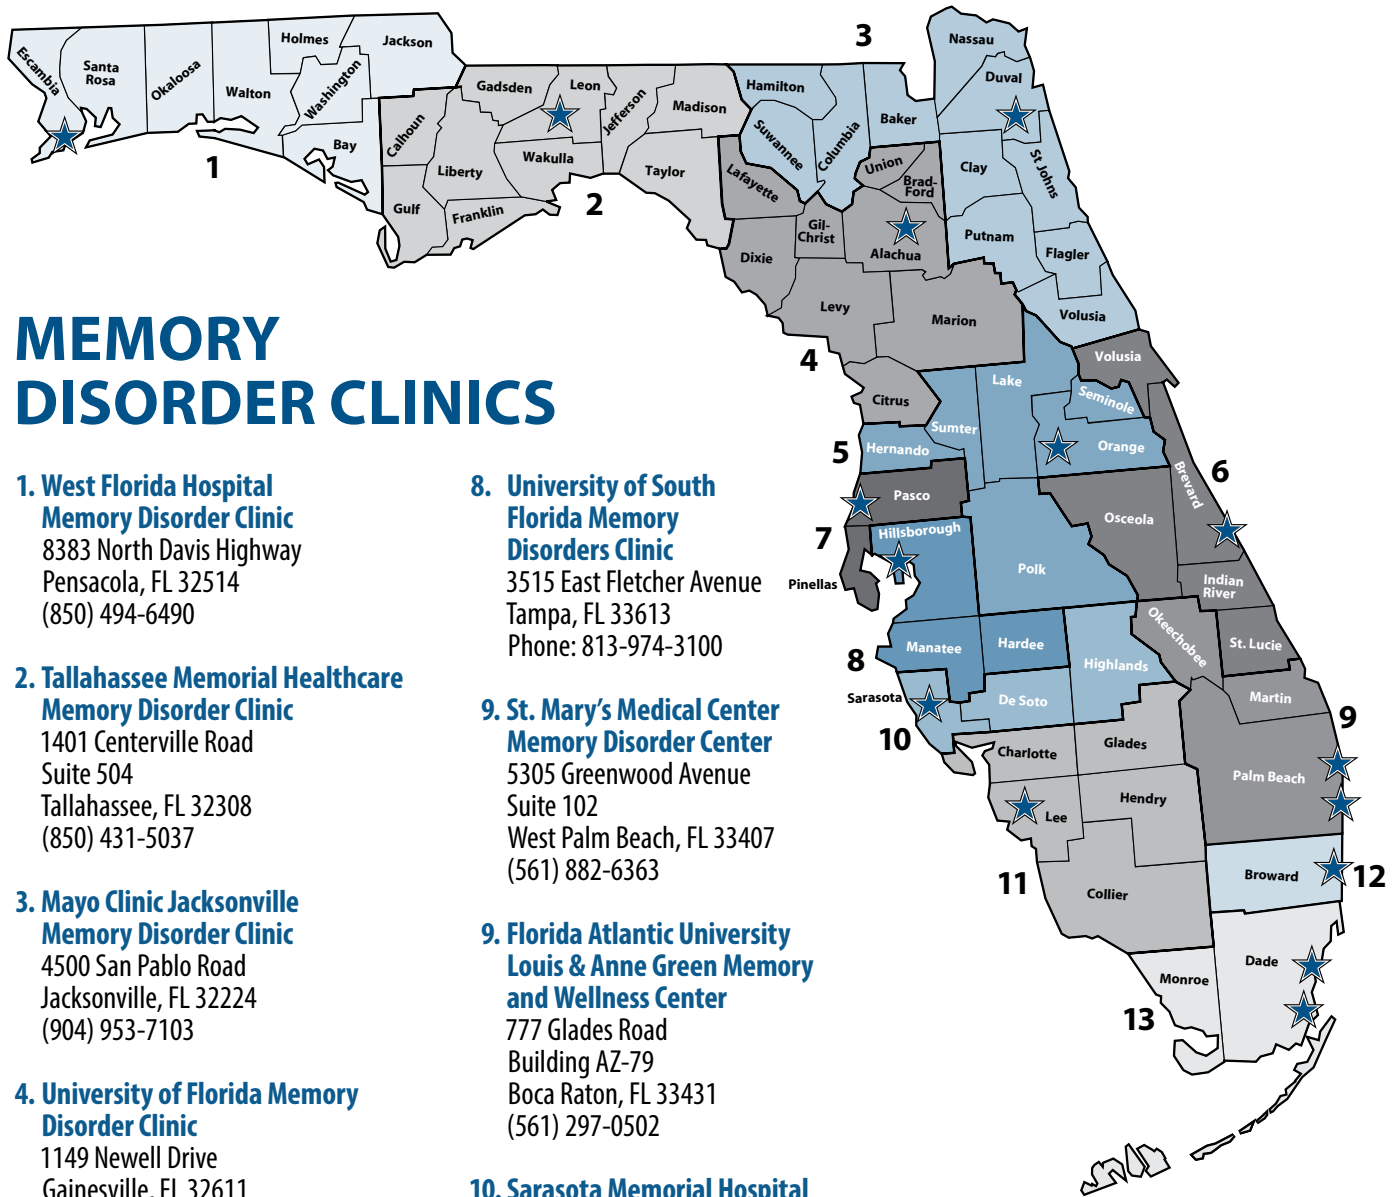 MEMORY
DISORDER CLINICS
1. West Florida Hospital
Memory Disorder Clinic
8383 North Davis Highway
Pensacola, FL 32514
(850) 494-6490
2. Tallahassee Memorial Healthcare
Memory Disorder Clinic
1401 Centerville Road
Suite 504
Tallahassee, FL 32308
(850) 431-5037
3. Mayo Clinic Jacksonville
Memory Disorder Clinic
4500 San Pablo Road
Jacksonville, FL 32224
(904) 953-7103
4. University of Florida Memory
Disorder Clinic
1149 Newell Drive
Gainesville, FL 32611
8. University of South
Florida Memory
Disorders Clinic
3515 East Fletcher Avenue
Tampa, FL 33613
Phone: 813-974-3100
9. St. Mary's Medical Center
Memory Disorder Center
5305 Greenwood Avenue
Suite 102
West Palm Beach, FL 33407
(561) 882-6363
9. Florida Atlantic University
Louis & Anne Green Memory
and Wellness Center
777 Glades Road
Building AZ-79
Boca Raton, FL 33431
(561) 297-0502
10. Sarasota Memorial Hospital
Escambia
Santa
Rosa
Okaloosa
Walton
Holmes
Washington
Jackson
Bay
1
Calhoun
Gulf
Gadsden
Liberty
Franklin
Leon
Wakulla
Jefferson
Madison
Taylor
2
Hamilton
Suwannee
Columbia
Baker
3
Nassau
Duval
Clay
St Johns
Putnam
Flagler
Volusia
Lafayette
Dixie
Gil-
Christ
Union
Brad-
Ford
Alachua
Levy
Marion
4
Citrus
Hernando
Sumter
Lake
Seminole
Orange
5
Polk
Volusia
Brevard
6
Osceola
Indian
River
St. Lucie
Pasco
7
Pinellas
Hillsborough
Manatee
Hardee
8
Sarasota
De Soto
Highlands
10
Okeechobee
Martin
Palm Beach
9
Charlotte
Glades
Lee
Hendry
Collier
11
Broward
12
Dade
Monroe
13